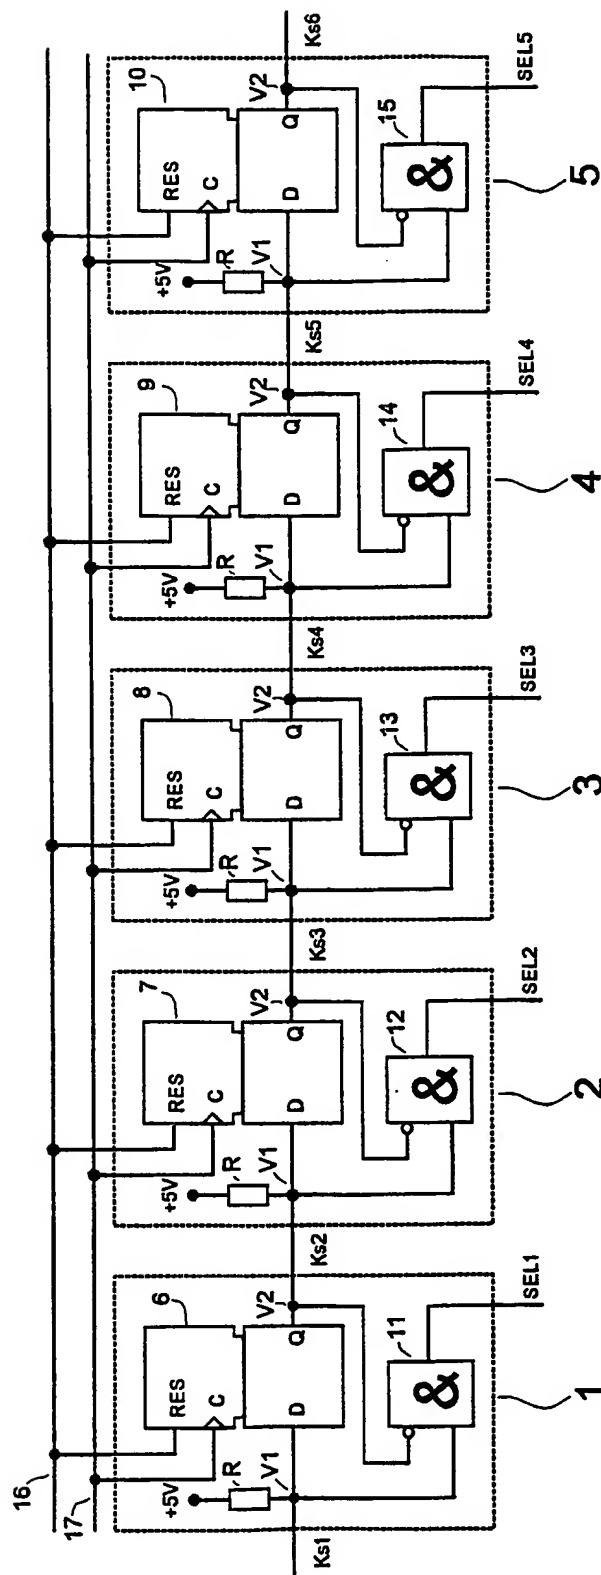 16
17
+5V
R
V1
Ks1
RES
C
D
Q
6
V2
11
&
SEL1
1
+5V
R
V1
Ks2
RES
C
D
Q
7
V2
12
&
SEL2
2
+5V
R
V1
Ks3
RES
C
D
Q
8
V2
13
&
SEL3
3
+5V
R
V1
Ks4
RES
C
D
Q
9
V2
14
&
SEL4
4
+5V
R
V1
Ks5
RES
C
D
Q
10
V2
15
&
SEL5
5
Ks6